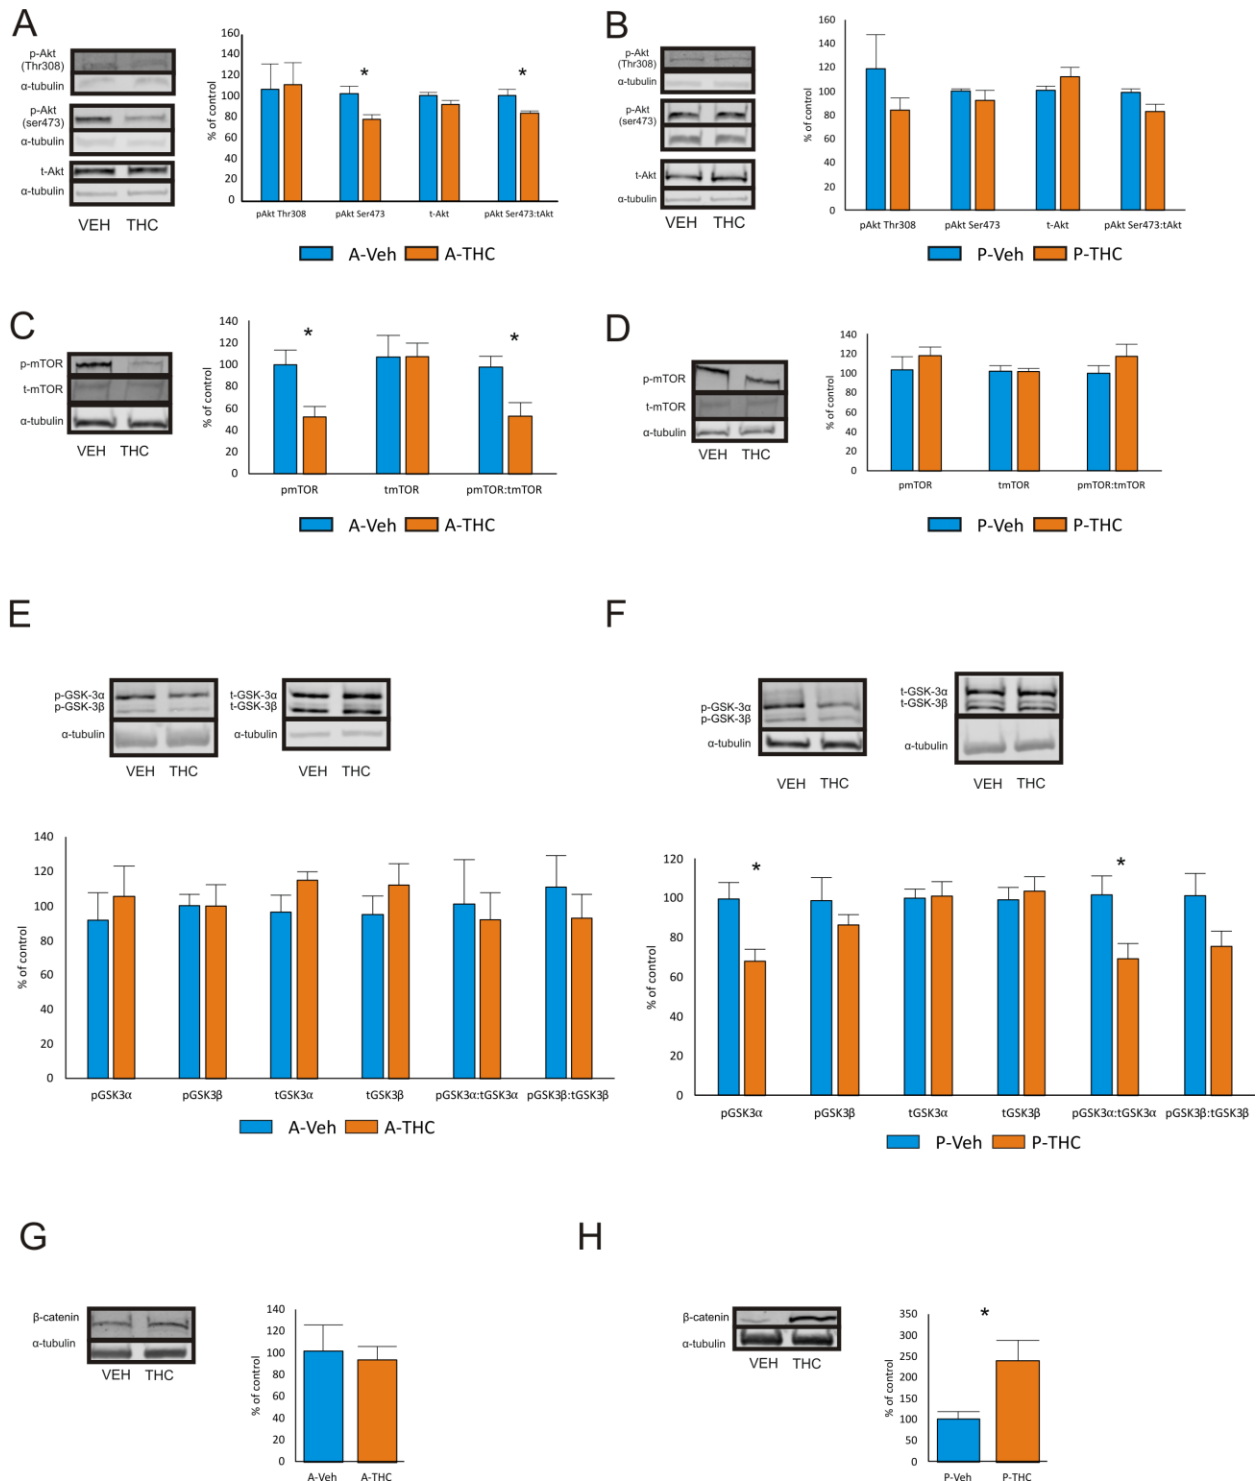 A
p-Akt
(Thr308)
α-tubulin
p-Akt
(ser473)
α-tubulin
t-Akt
α-tubulin
VEH THC
% of control
160
140
120
100
80
60
40
20
0
*
*
pAkt Thr308 pAkt Ser473 t-Akt pAkt Ser473:tAkt
A-Veh A-THC
B
p-Akt
(Thr308)
α-tubulin
p-Akt
(ser473)
t-Akt
α-tubulin
VEH THC
% of control
160
140
120
100
80
60
40
20
0
pAkt Thr308 pAkt Ser473 t-Akt pAkt Ser473:tAkt
P-Veh P-THC
C
p-mTOR
t-mTOR
α-tubulin
VEH THC
% of control
140
120
100
80
60
40
20
0
*
*
pmTOR tmTOR pmTOR:tmTOR
A-Veh A-THC
D
p-mTOR
t-mTOR
α-tubulin
VEH THC
% of control
140
120
100
80
60
40
20
0
pmTOR tmTOR pmTOR:tmTOR
P-Veh P-THC
E
p-GSK-3α
p-GSK-3β
α-tubulin
VEH THC
t-GSK-3α
t-GSK-3β
α-tubulin
VEH THC
% of control
140
120
100
80
60
40
20
0
pGSK3α pGSK3β tGSK3α tGSK3β pGSK3α:tGSK3α pGSK3β:tGSK3β
A-Veh A-THC
F
p-GSK-3α
p-GSK-3β
α-tubulin
VEH THC
t-GSK-3α
t-GSK-3β
α-tubulin
VEH THC
% of control
120
100
80
60
40
20
0
*
*
pGSK3α pGSK3β tGSK3α tGSK3β pGSK3α:tGSK3α pGSK3β:tGSK3β
P-Veh P-THC
G
β-catenin
α-tubulin
VEH THC
% of control
140
120
100
80
60
40
20
0
A-Veh A-THC
H
β-catenin
α-tubulin
VEH THC
% of control
350
300
250
200
150
100
50
0
*
P-Veh P-THC